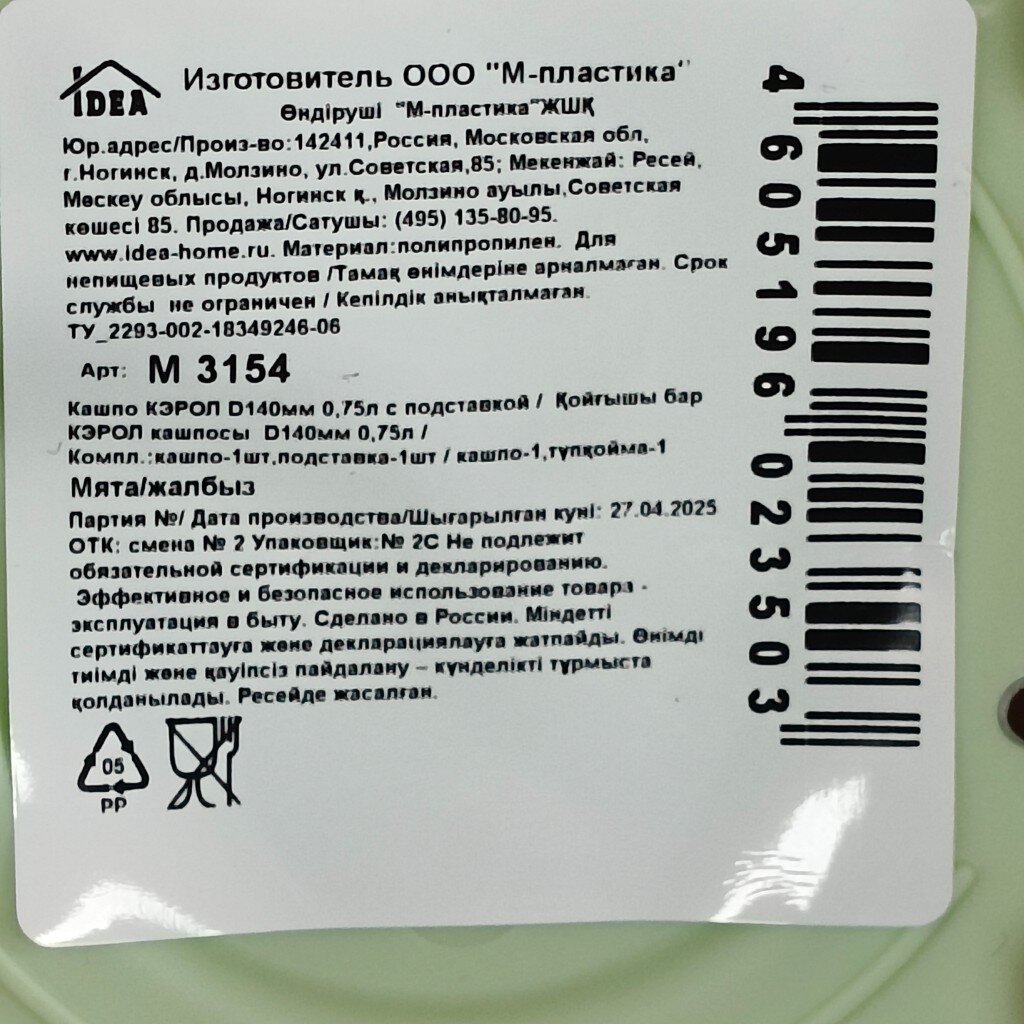 IDEA
Изготовитель ООО "М-пластика"
Өндіруші "М-пластика"ЖШҚ
Юр.адрес/Произ-во:142411,Россия, Московская обл,
г.Ногинск, д.Молзино, ул.Советская,85; Мекенжай: Ресей,
Мәскеу облысы, Ногинск қ., Молзино ауылы,Советская
көшесі 85. Продажа/Сатушы: (495) 135-80-95.
www.idea-home.ru. Материал:полипропилен. Для
непищевых продуктов /Тамақ өнімдеріне арналмаған. Срок
службы не ограничен / Кепілдік анықталмаған.
ТУ_2293-002-18349246-06
Арт: М 3154
Кашпо КЭРОЛ D140мм 0,75л с подставкой / Қойғышы бар
КЭРОЛ кашпосы D140мм 0,75л /
Компл.:кашпо-1шт,подставка-1шт / кашпо-1,түпқойма-1
Мята/жалбыз
Партия №/ Дата производства/Шығарылған күні: 27.04.2025
ОТК: смена № 2 Упаковщик:№ 2С Не подлежит
обязательной сертификации и декларированию.
Эффективное и безопасное использование товара -
эксплуатация в быту. Сделано в России. Міндетті
сертификаттауға және декларациялауға жатпайды. Өнімді
тиімді және қауіпсіз пайдалану – күнделікті тұрмыста
қолданылады. Ресейде жасалған.
05
PP
4 605196 023503